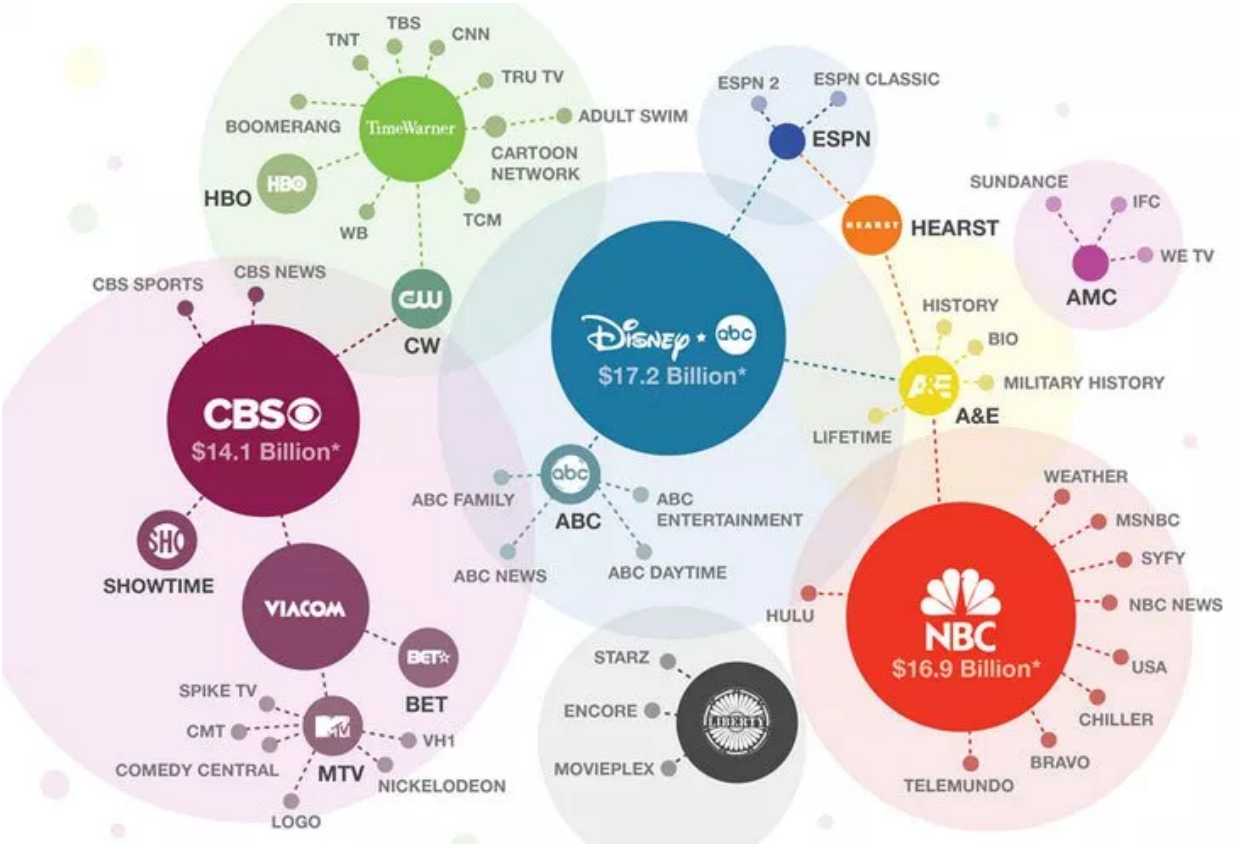 TBS
TNT
CNN
TRU TV
BOOMERANG
TimeWarner
ADULT SWIM
CARTOON
NETWORK
HBO
HBO
WB
TCM
CW
CW
ESPN 2
ESPN CLASSIC
ESPN
HEARST
HEARST
SUNDANCE
IFC
WE TV
AMC
CBS SPORTS
CBS NEWS
CBS
$14.1 Billion*
SHO
SHOWTIME
VIACOM
BET
BET
SPIKE TV
CMT
COMEDY CENTRAL
MTV
MTV
VH1
NICKELODEON
LOGO
Disney abc
$17.2 Billion*
abc
ABC
ABC FAMILY
ABC NEWS
ABC
ENTERTAINMENT
ABC DAYTIME
HISTORY
BIO
MILITARY HISTORY
A&E
A&E
LIFETIME
STARZ
ENCORE
MOVIEPLEX
LIBERTY
HULU
NBC
$16.9 Billion*
WEATHER
MSNBC
SYFY
NBC NEWS
USA
CHILLER
BRAVO
TELEMUNDO